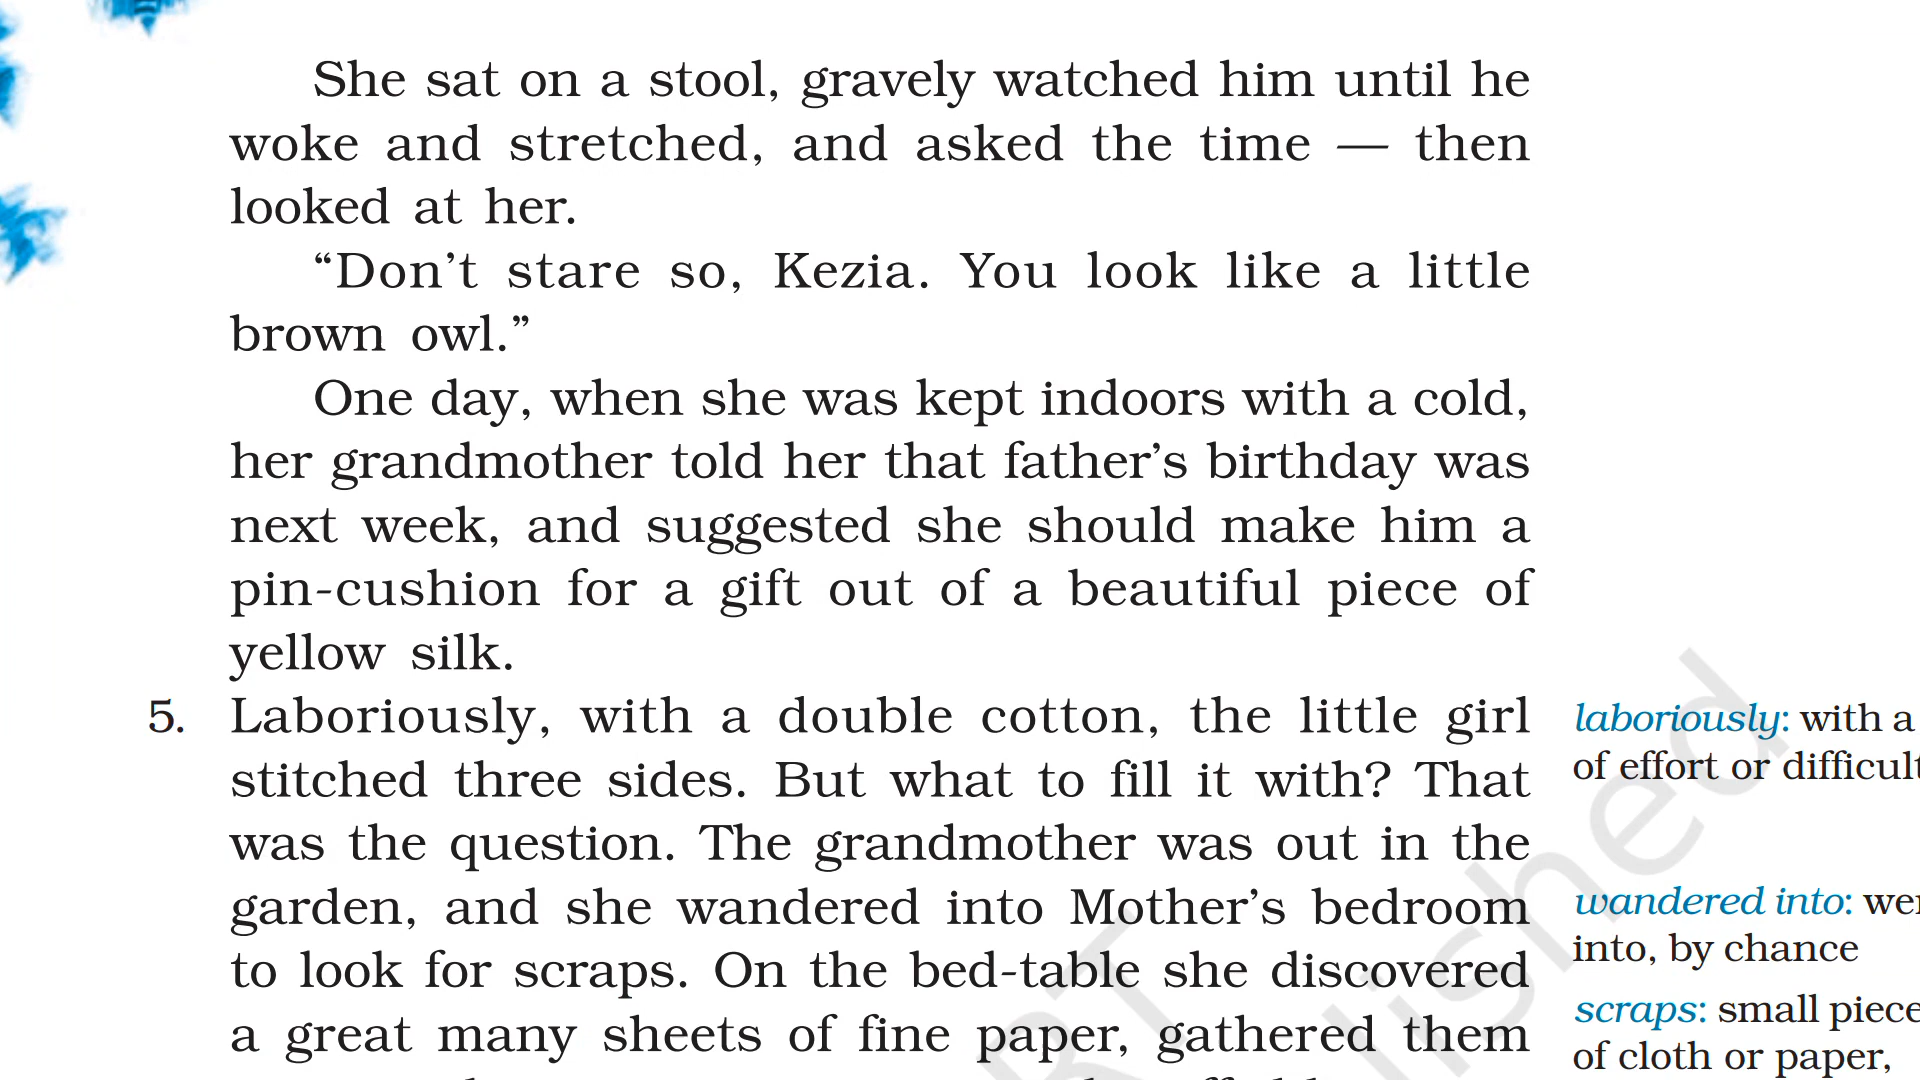 She sat on a stool, gravely watched him until he
woke and stretched, and asked the time — then
looked at her.
“Don’t stare so, Kezia. You look like a little
brown owl.”
One day, when she was kept indoors with a cold,
her grandmother told her that father’s birthday was
next week, and suggested she should make him a
pin-cushion for a gift out of a beautiful piece of
yellow silk.
5. Laboriously, with a double cotton, the little girl
stitched three sides. But what to fill it with? That
was the question. The grandmother was out in the
garden, and she wandered into Mother’s bedroom
to look for scraps. On the bed-table she discovered
a great many sheets of fine paper, gathered them
laboriously: with a
of effort or
wandered into:
into, by chance
scraps: small
of cloth or paper,